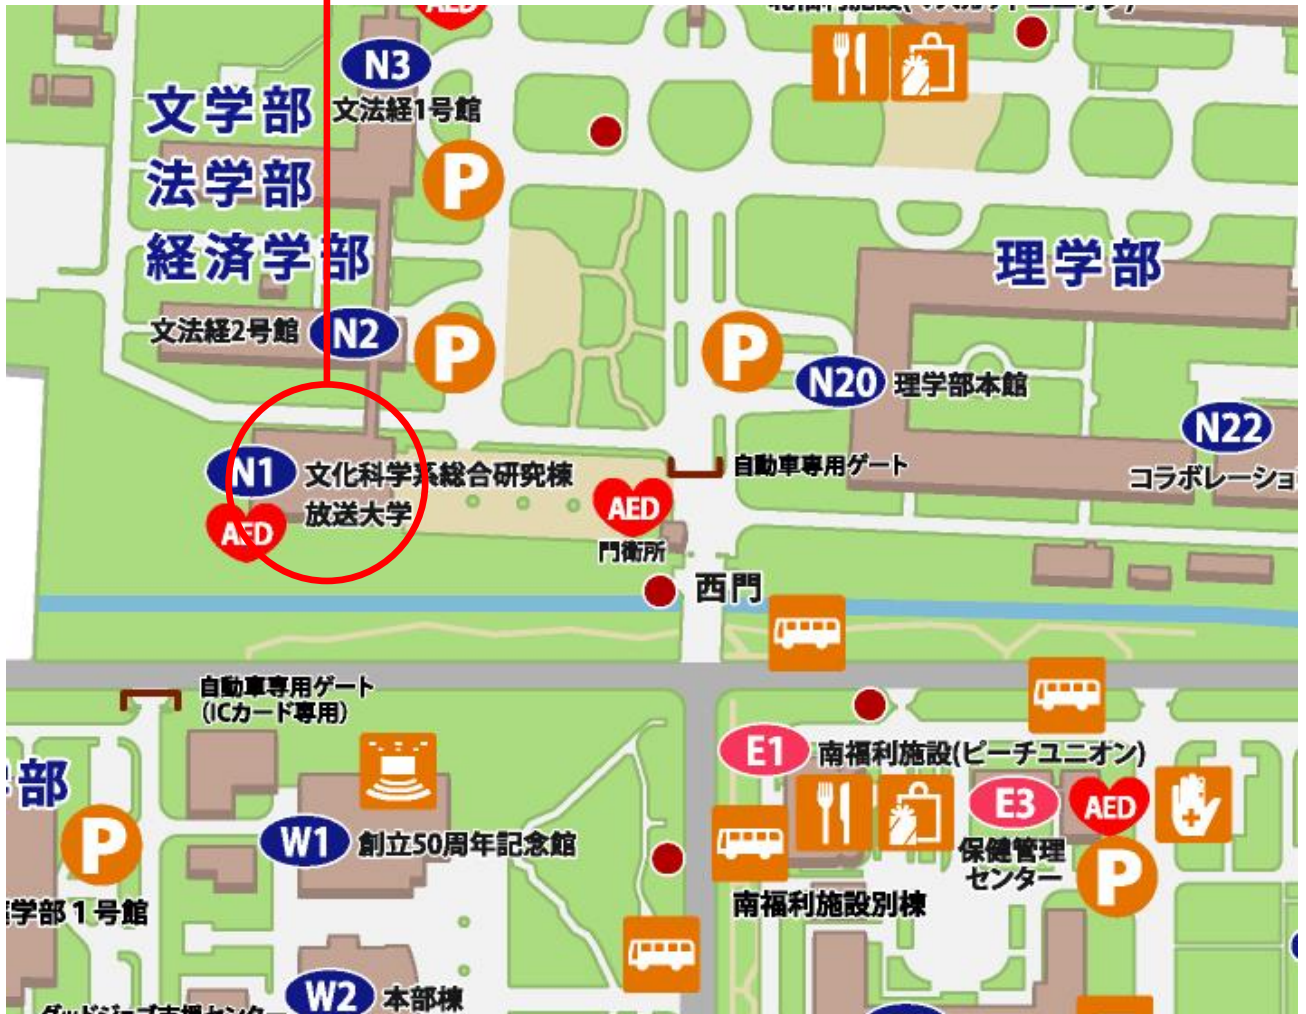 AED
N3
文法経1号館
文学部
法学部
経済学部
P
文法経2号館
N2
P
P
理学部
N20
理学部本館
N22
コラボレーショ
N1
文化科学系総合研究棟
放送大学
AED
自動車専用ゲート
AED
門衛所
西門
自動車専用ゲート
(ICカード専用)
部
P
学部1号館
W1
創立50周年記念館
W2
本部棟
E1
南福利施設(ピーチユニオン)
E3
AED
保健管理
センター
P
南福利施設別棟